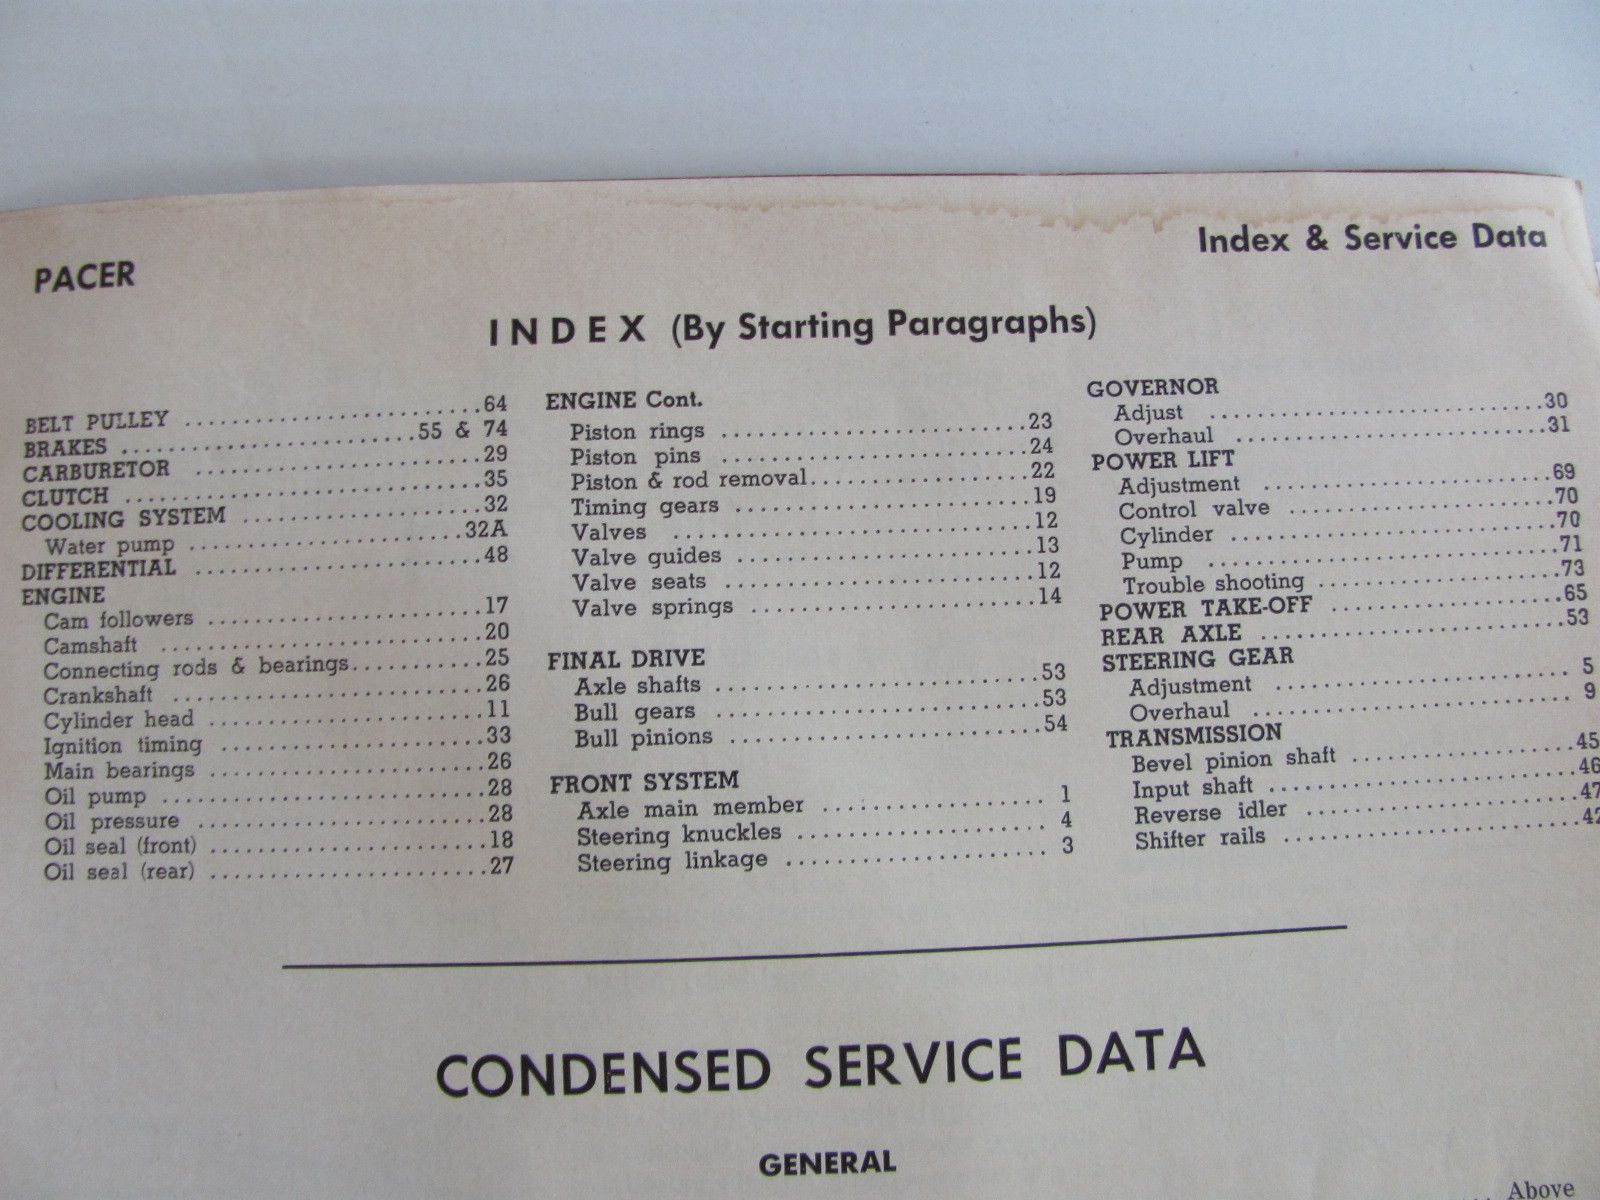 PACER
Index & Service Data
INDEX (By Starting Paragraphs)
BELT PULLEY ............................64
BRAKES ............................55 & 74
CARBURETOR ............................29
CLUTCH ............................35
COOLING SYSTEM ............................32
Water pump ............................32A
DIFFERENTIAL ............................48
ENGINE
Cam followers ............................17
Camshaft ............................20
Connecting rods & bearings............25
Crankshaft ............................26
Cylinder head ............................11
Ignition timing ............................33
Main bearings ............................26
Oil pump ............................28
Oil pressure ............................28
Oil seal (front) ............................18
Oil seal (rear) ............................27
ENGINE Cont.
Piston rings ............................23
Piston pins ............................24
Piston & rod removal....................22
Timing gears ............................19
Valves ............................12
Valve guides ............................13
Valve seats ............................12
Valve springs ............................14
FINAL DRIVE
Axle shafts ............................53
Bull gears ............................53
Bull pinions ............................54
FRONT SYSTEM
Axle main member .................... 1
Steering knuckles .................... 4
Steering linkage .................... 3
GOVERNOR
Adjust ............................30
Overhaul ............................31
POWER LIFT
Adjustment ............................69
Control valve ............................70
Cylinder ............................70
Pump ............................71
Trouble shooting ....................73
POWER TAKE-OFF ....................65
REAR AXLE ............................53
STEERING GEAR
Adjustment ............................ 5
Overhaul ............................ 9
TRANSMISSION
Bevel pinion shaft ....................45
Input shaft ............................46
Reverse idler ............................47
Shifter rails ............................42
CONDENSED SERVICE DATA
GENERAL
.. Above